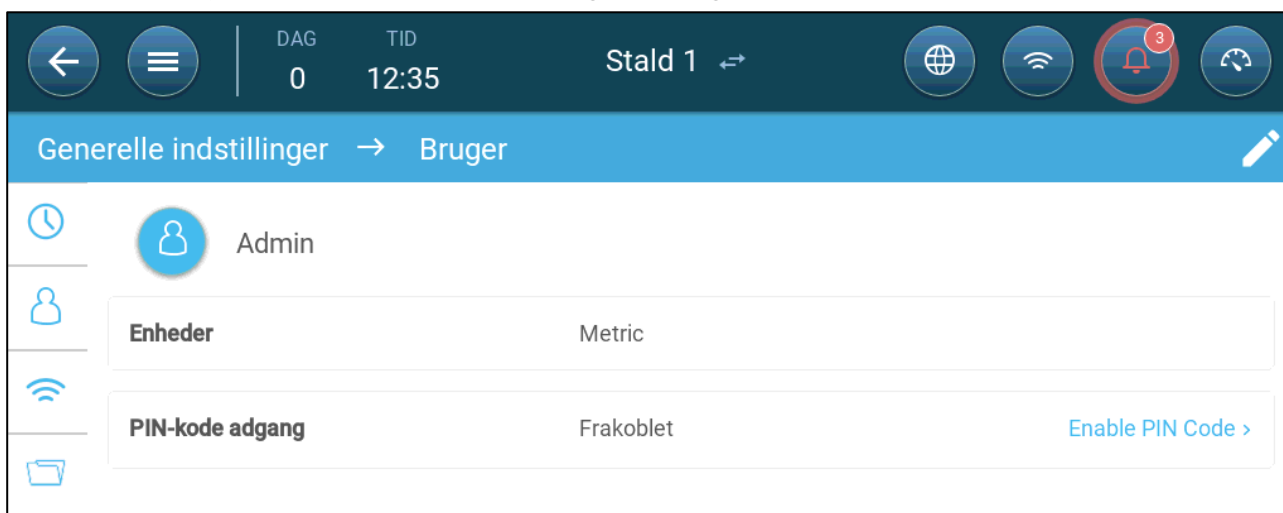 DAG TID
0 12:35 Stald 1 3
Generelle indstillinger → Bruger
Admin
Enheder Metric
PIN-kode adgang Frakoblet Enable PIN Code >